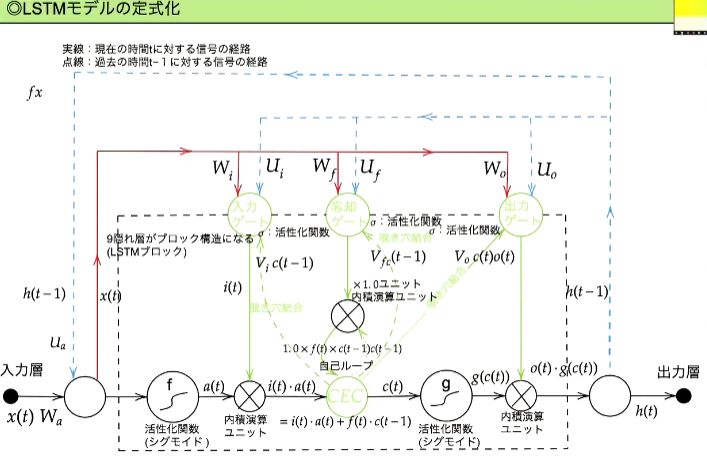 ◎LSTMモデルの定式化
実線：現在の時間tに対する信号の経路
点線：過去の時間t−１に対する信号の経路
fx
W_i U_i W_f U_f W_o U_o
入力
ゲート
忘却
ゲート
出力
ゲート
σ：活性化関数
σ：活性化関数
σ：活性化関数
9隠れ層がブロック構造になる
(LSTMブロック)
覗き穴結合
V_i c(t−1)
V_fc(t−1)
V_o c(t)o(t)
h(t−1)
x(t)
i(t)
覗き穴結合
×1.0ユニット
内積演算ユニット
覗き穴結合
h(t−1)
1.0×f(t)×c(t−1)c(t−1)
自己ループ
u_a
入力層
f
a(t)
i(t)·a(t)
CEC
c(t)
g
g(c(t))
o(t)·g(c(t))
出力層
x(t) W_a
h(t)
活性化関数
(シグモイド)
内積演算
ユニット
=i(t)·a(t)+f(t)·c(t−1)
活性化関数
(シグモイド)
内積演算
ユニット